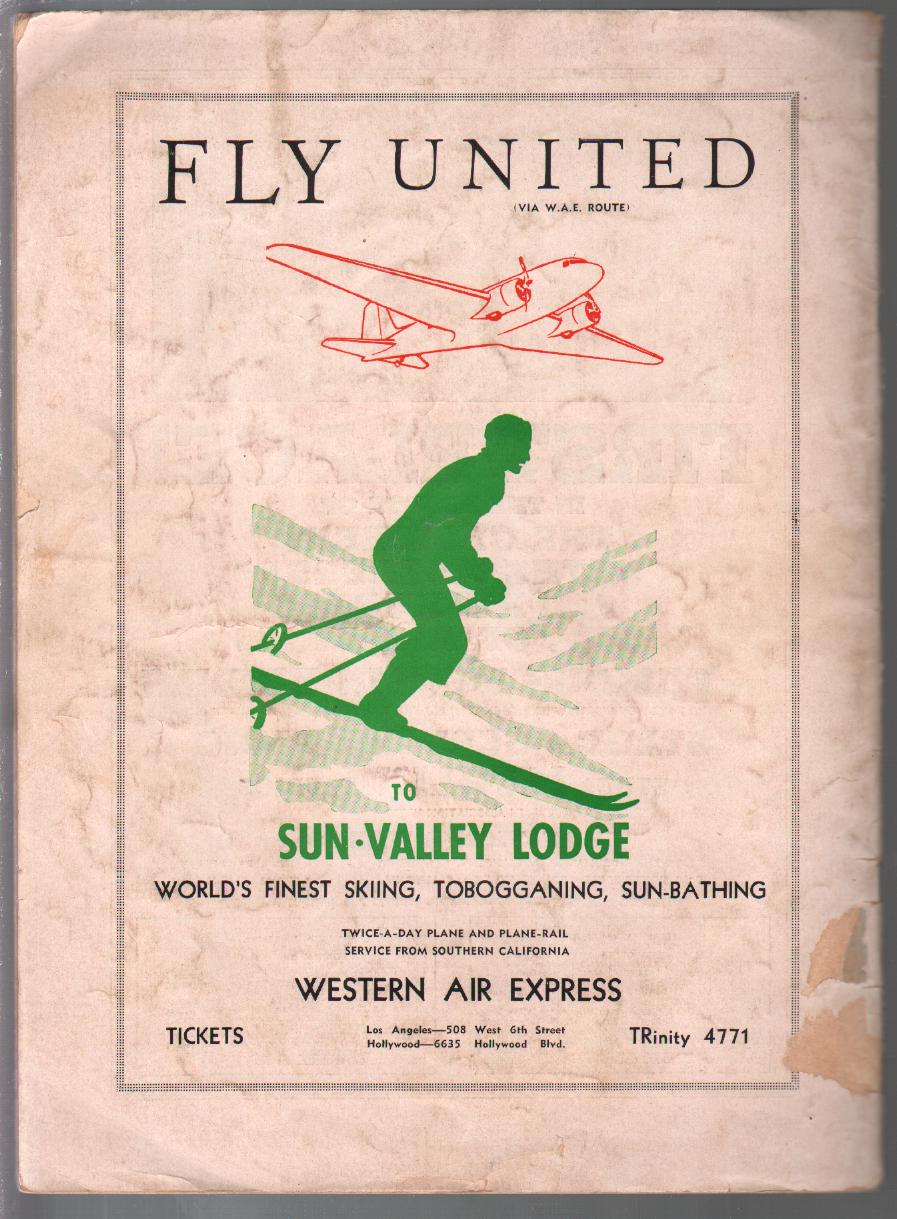 FLY UNITED
(VIA W.A.E. ROUTE)
TO
SUN·VALLEY LODGE
WORLD'S FINEST SKIING, TOBOGGANING, SUN-BATHING
TWICE-A-DAY PLANE AND PLANE-RAIL
SERVICE FROM SOUTHERN CALIFORNIA
WESTERN AIR EXPRESS
TICKETS
Los Angeles—508 West 6th Street
Hollywood—6635 Hollywood Blvd.
TRinity 4771